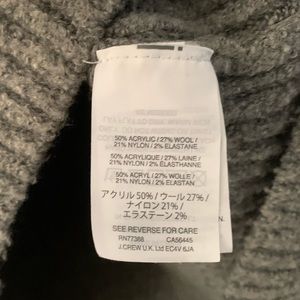 50% ACRYLIC / 27% WOOL /
21% NYLON / 2% ELASTANE
50% ACRYLIQUE / 27% LAINE /
21% NYLON / 2% ELASTHANNE
50% ACRYL / 27% WOLLE /
21% NYLON / 2% ELASTAN
アクリル 50% / ウール 27% /
ナイロン 21% /
エラステーン 2%
SEE REVERSE FOR CARE
RN77388 CA56445
J.CREW U.K. Ltd EC4V 6JA